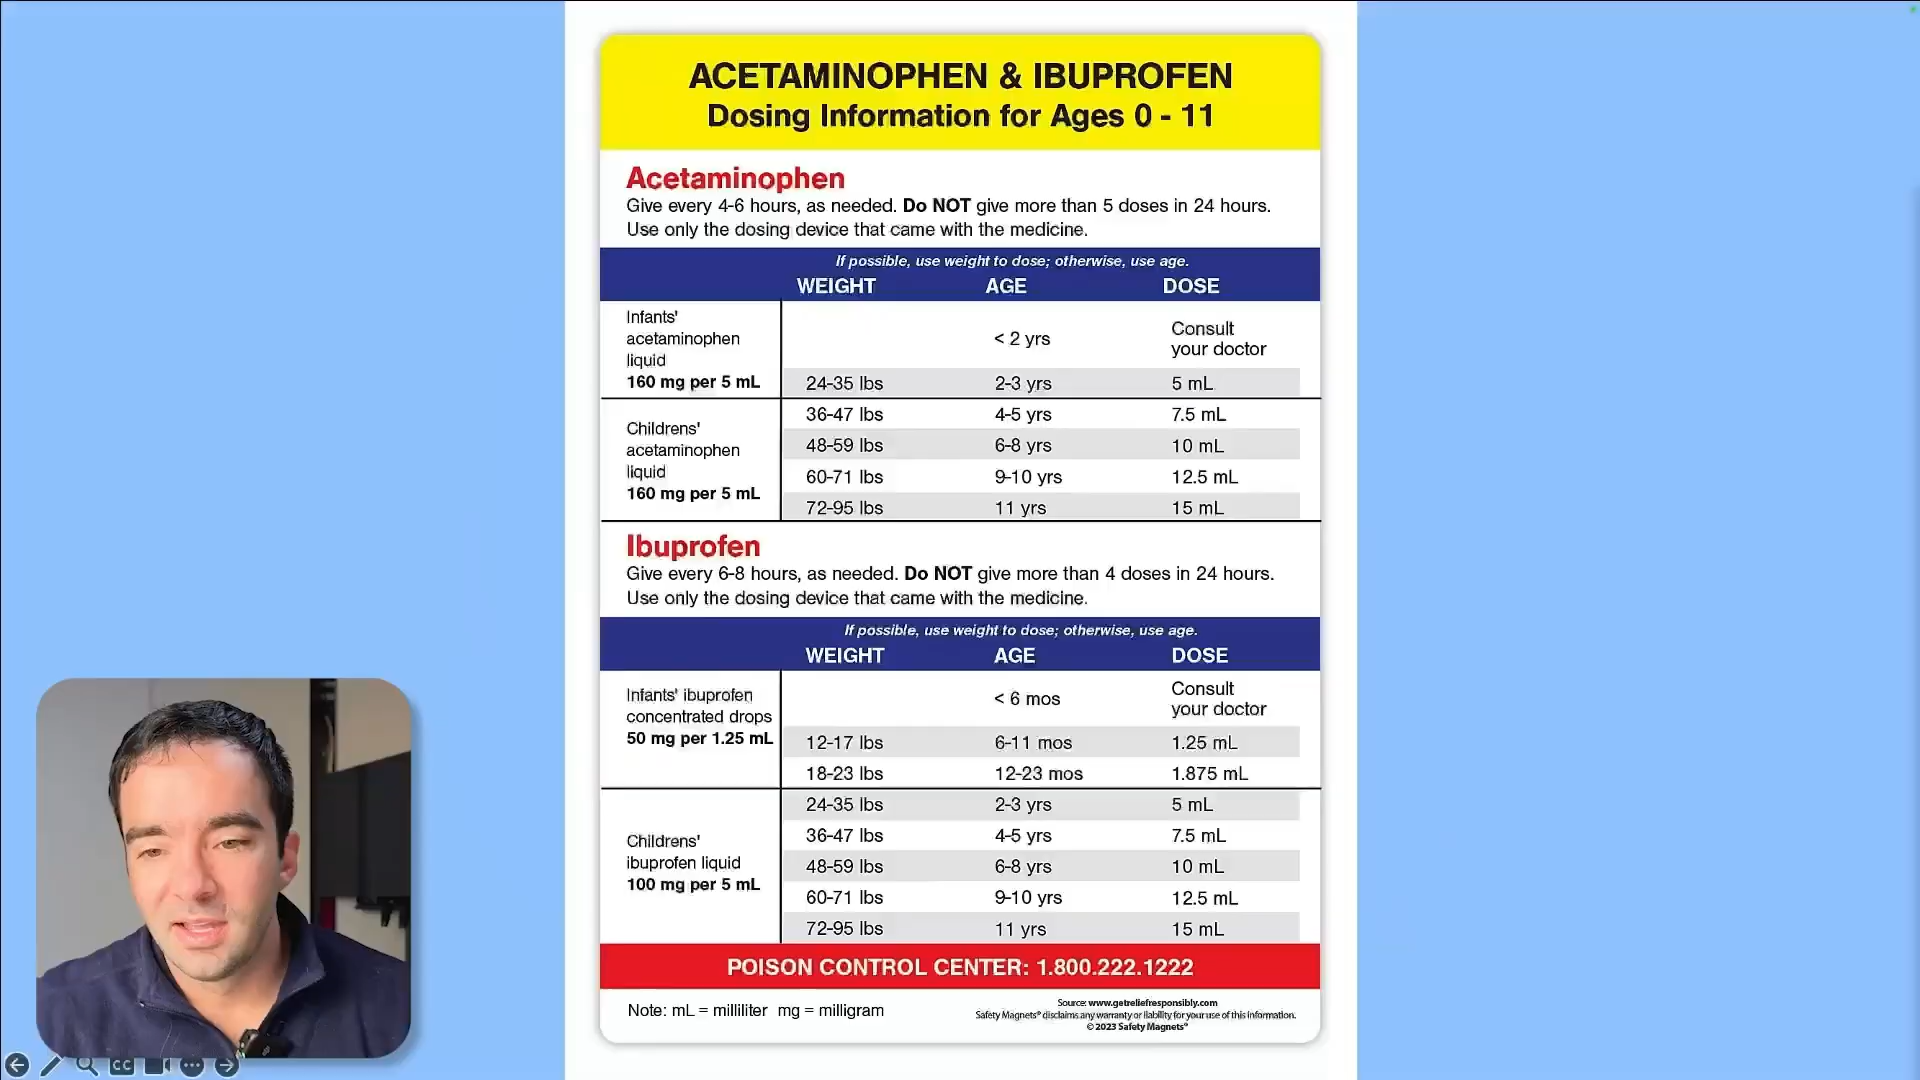 ACETAMINOPHEN & IBUPROFEN
Dosing Information for Ages 0 - 11
Acetaminophen
Give every 4-6 hours, as needed. Do NOT give more than 5 doses in 24 hours.
Use only the dosing device that came with the medicine.
If possible, use weight to dose; otherwise, use age.
WEIGHT AGE DOSE
Infants'
acetaminophen
liquid
160 mg per 5 mL
< 2 yrs Consult
your doctor
24-35 lbs 2-3 yrs 5 mL
Childrens'
acetaminophen
liquid
160 mg per 5 mL
36-47 lbs 4-5 yrs 7.5 mL
48-59 lbs 6-8 yrs 10 mL
60-71 lbs 9-10 yrs 12.5 mL
72-95 lbs 11 yrs 15 mL
Ibuprofen
Give every 6-8 hours, as needed. Do NOT give more than 4 doses in 24 hours.
Use only the dosing device that came with the medicine.
If possible, use weight to dose; otherwise, use age.
WEIGHT AGE DOSE
Infants' ibuprofen
concentrated drops
50 mg per 1.25 mL
< 6 mos Consult
your doctor
12-17 lbs 6-11 mos 1.25 mL
18-23 lbs 12-23 mos 1.875 mL
Childrens'
ibuprofen liquid
100 mg per 5 mL
24-35 lbs 2-3 yrs 5 mL
36-47 lbs 4-5 yrs 7.5 mL
48-59 lbs 6-8 yrs 10 mL
60-71 lbs 9-10 yrs 12.5 mL
72-95 lbs 11 yrs 15 mL
POISON CONTROL CENTER: 1.800.222.1222
Note: mL = milliliter mg = milligram
Source: www.getreliefresponsibly.com
Safety Magnets® disclaims any warranty or liability for your use of this information.
© 2023 Safety Magnets®
CC